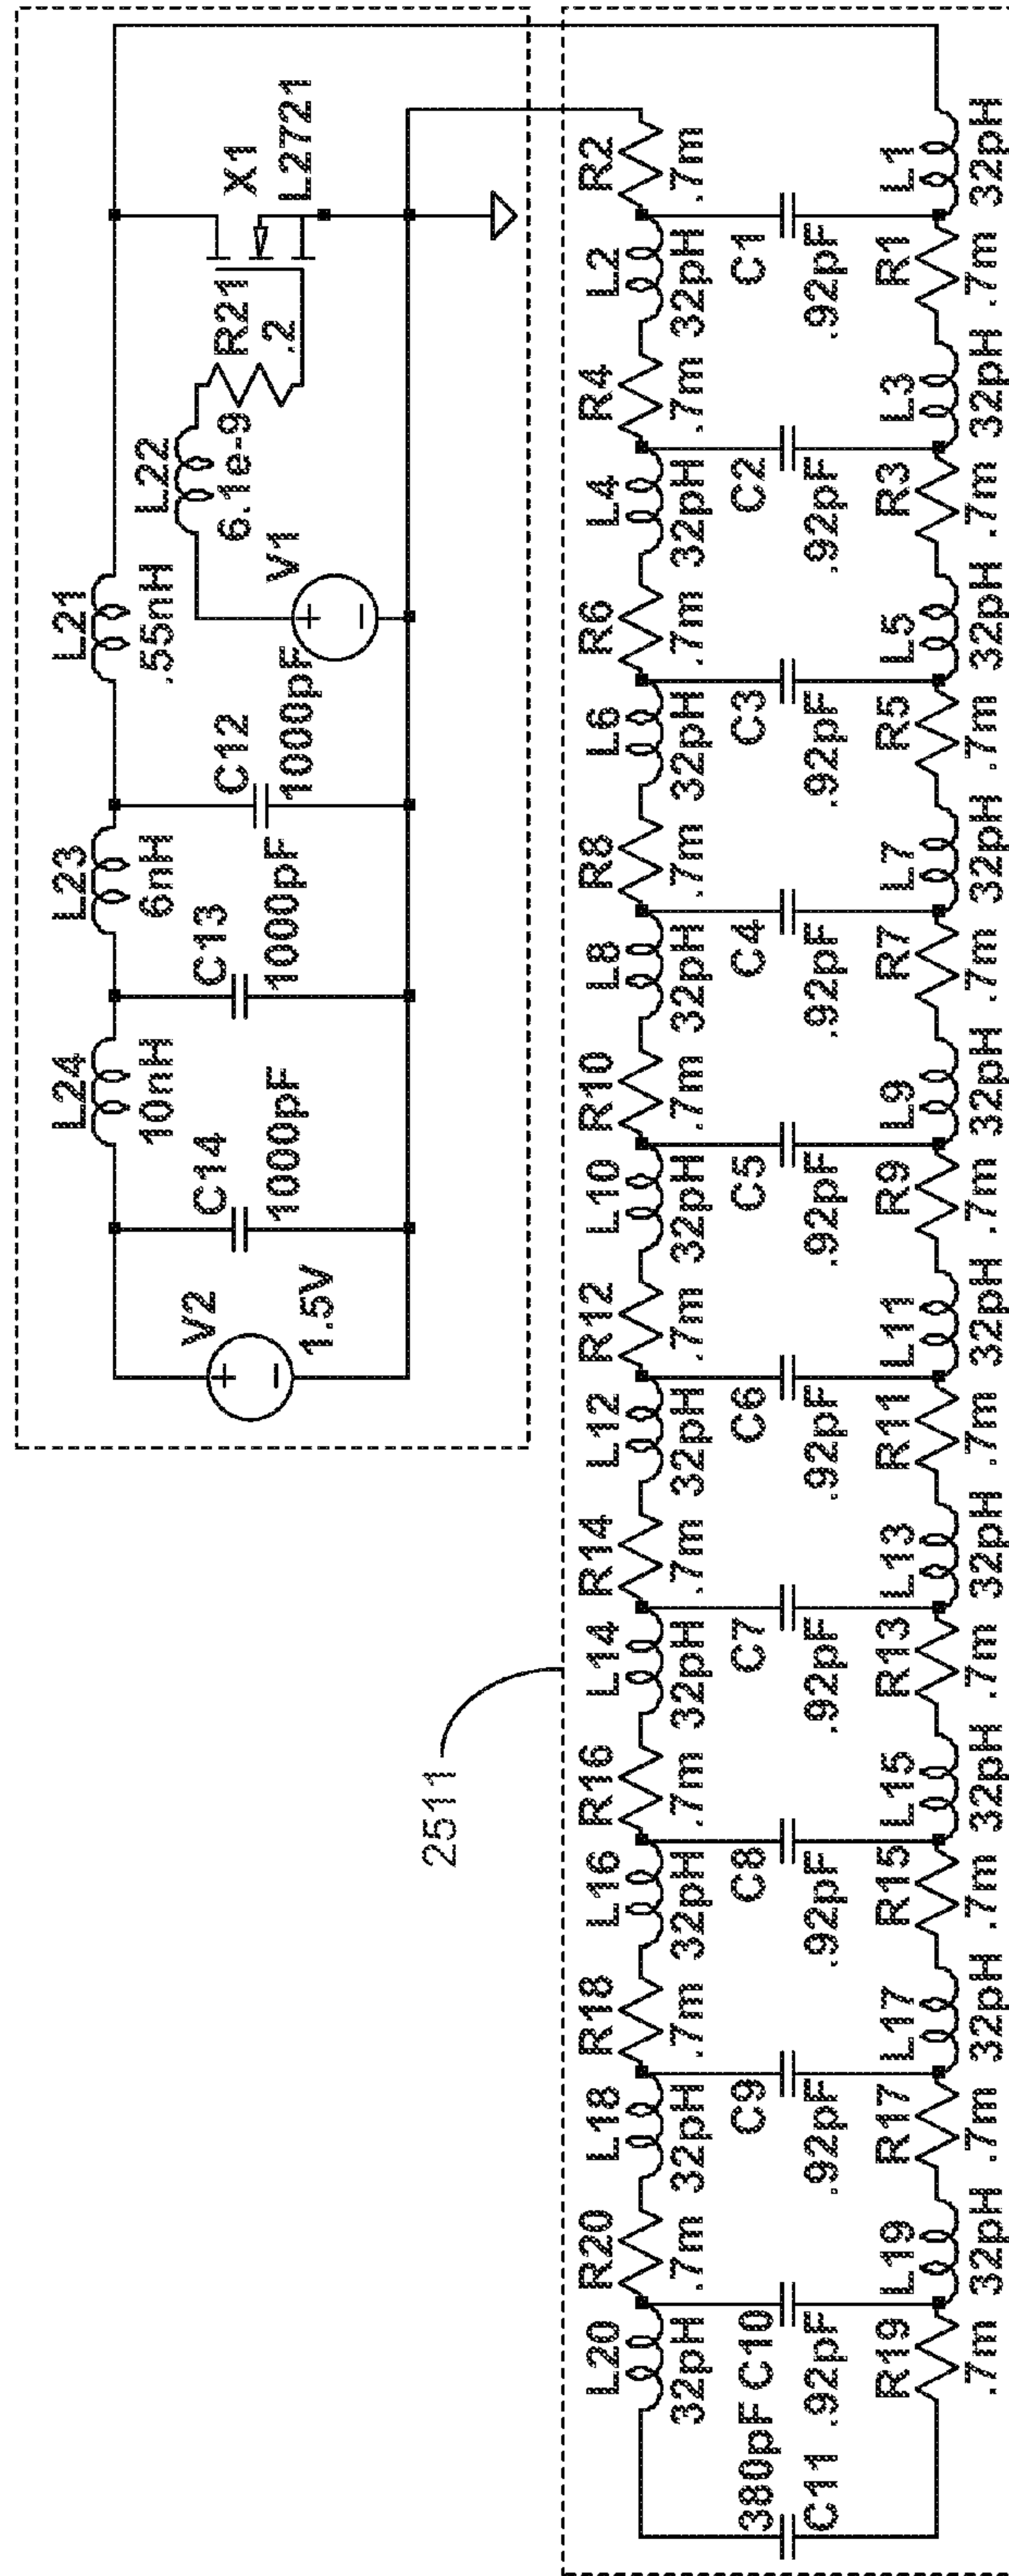 L24
10nH
L23
6nH
L21
.55nH
V2
1.5V
C14
1000pF
C13
1000pF
C12
1000pF
V1
L22
6.1e-9
R21
.2
X1
L2721
2511
L20
32pH
R20
.7m
L18
32pH
R18
.7m
L16
32pH
R16
.7m
L14
32pH
R14
.7m
L12
32pH
R12
.7m
L10
32pH
R10
.7m
L8
32pH
R8
.7m
L6
32pH
R6
.7m
L4
32pH
R4
.7m
L2
32pH
R2
.7m
380pF
C11
C10
.92pF
C9
.92pF
C8
.92pF
C7
.92pF
C6
.92pF
C5
.92pF
C4
.92pF
C3
.92pF
C2
.92pF
C1
.92pF
R19
.7m
L19
32pH
R17
.7m
L17
32pH
R15
.7m
L15
32pH
R13
.7m
L13
32pH
R11
.7m
L11
32pH
R9
.7m
L9
32pH
R7
.7m
L7
32pH
R5
.7m
L5
32pH
R3
.7m
L3
32pH
R1
.7m
L1
32pH